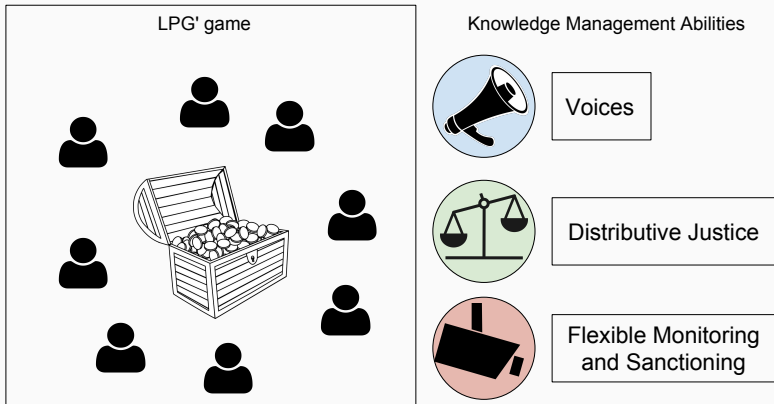 LPG' game
Knowledge Management Abilities
Voices
Distributive Justice
Flexible Monitoring
and Sanctioning